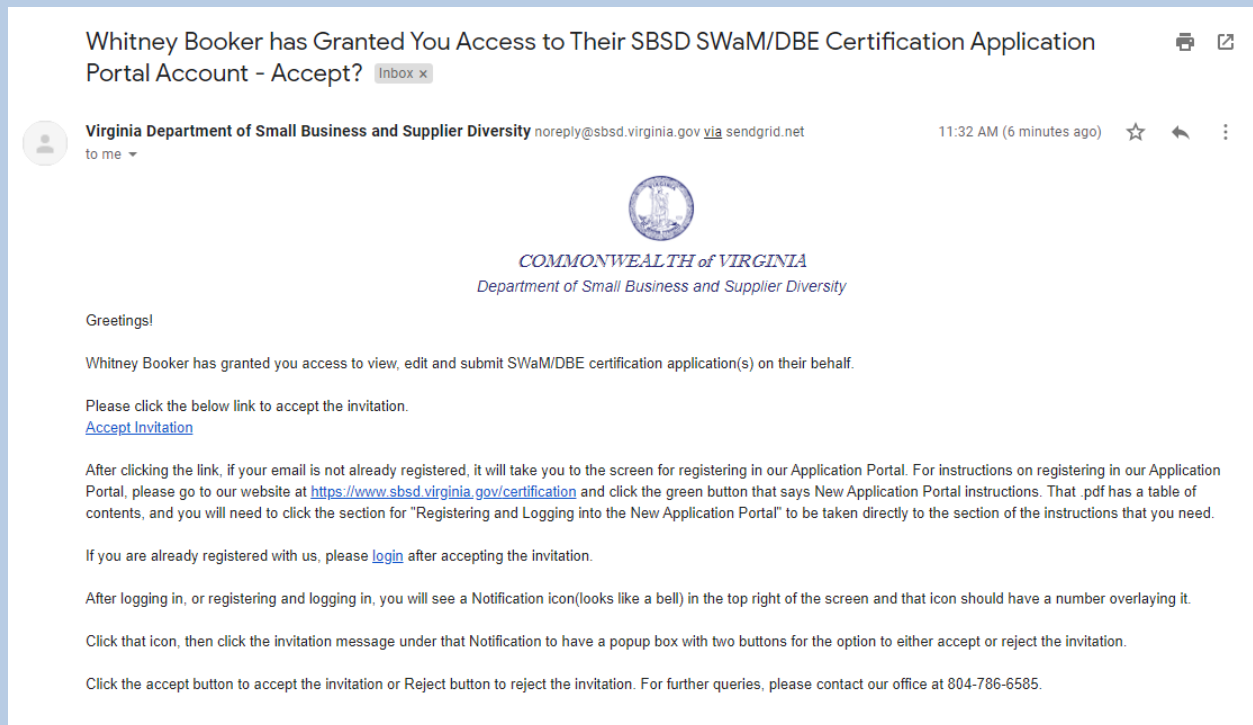 Whitney Booker has Granted You Access to Their SBSD SWaM/DBE Certification Application
Portal Account - Accept? Inbox x
Virginia Department of Small Business and Supplier Diversity noreply@sbsd.virginia.gov via sendgrid.net 11:32 AM (6 minutes ago)
to me
COMMONWEALTH of VIRGINIA
Department of Small Business and Supplier Diversity
Greetings!
Whitney Booker has granted you access to view, edit and submit SWaM/DBE certification application(s) on their behalf.
Please click the below link to accept the invitation.
Accept Invitation
After clicking the link, if your email is not already registered, it will take you to the screen for registering in our Application Portal. For instructions on registering in our Application
Portal, please go to our website at https://www.sbsd.virginia.gov/certification and click the green button that says New Application Portal instructions. That .pdf has a table of
contents, and you will need to click the section for "Registering and Logging into the New Application Portal" to be taken directly to the section of the instructions that you need.
If you are already registered with us, please login after accepting the invitation.
After logging in, or registering and logging in, you will see a Notification icon(looks like a bell) in the top right of the screen and that icon should have a number overlaying it.
Click that icon, then click the invitation message under that Notification to have a popup box with two buttons for the option to either accept or reject the invitation.
Click the accept button to accept the invitation or Reject button to reject the invitation. For further queries, please contact our office at 804-786-6585.